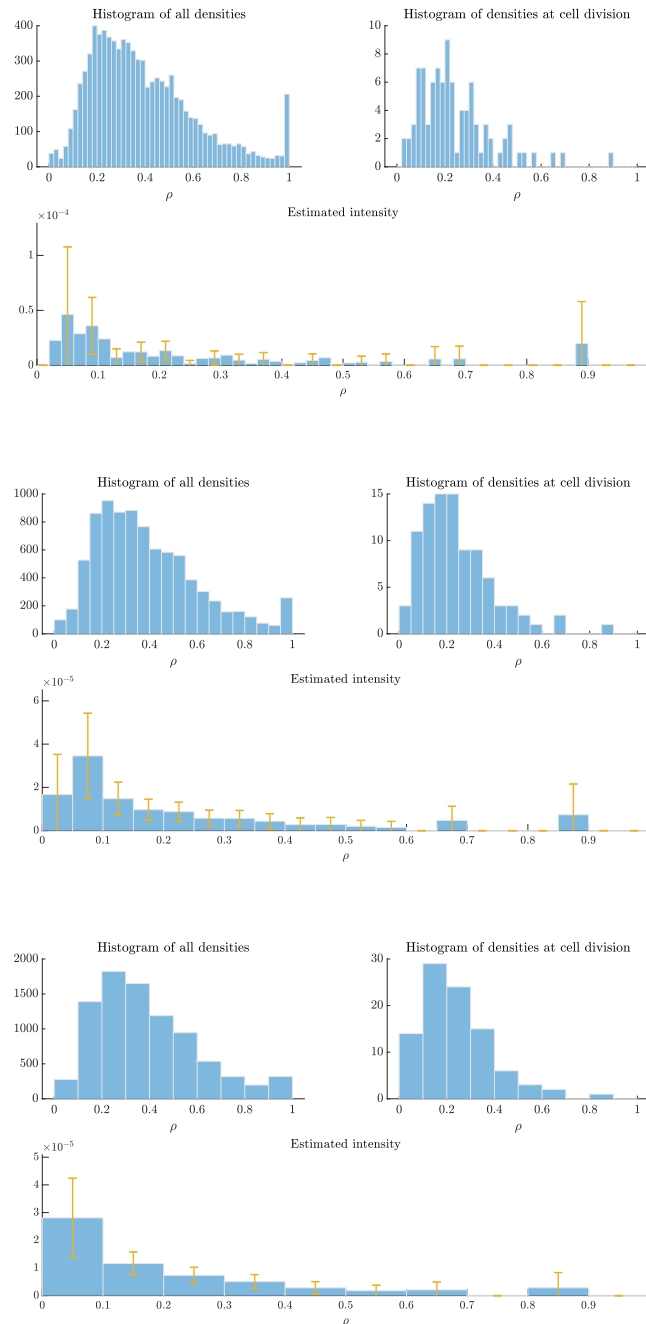 Histogram of all densities
Histogram of densities at cell division
400
300
200
100
0
0 0.2 0.4 0.6 0.8 1
ρ
10
8
6
4
2
0
0 0.2 0.4 0.6 0.8 1
ρ
Estimated intensity
×10⁻⁴
1
0.5
0
0 0.1 0.2 0.3 0.4 0.5 0.6 0.7 0.8 0.9
ρ
Histogram of all densities
Histogram of densities at cell division
1000
800
600
400
200
0
0 0.2 0.4 0.6 0.8 1
ρ
15
10
5
0
0 0.2 0.4 0.6 0.8 1
ρ
Estimated intensity
×10⁻⁵
6
4
2
0
0 0.1 0.2 0.3 0.4 0.5 0.6 0.7 0.8 0.9
ρ
Histogram of all densities
Histogram of densities at cell division
2000
1500
1000
500
0
0 0.2 0.4 0.6 0.8 1
ρ
30
20
10
0
0 0.2 0.4 0.6 0.8 1
ρ
Estimated intensity
×10⁻⁵
5
4
3
2
1
0
0 0.1 0.2 0.3 0.4 0.5 0.6 0.7 0.8 0.9
ρ